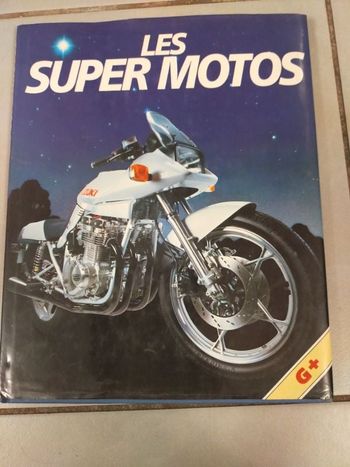 LES
SUPER MOTOS
SUZUKI
G+